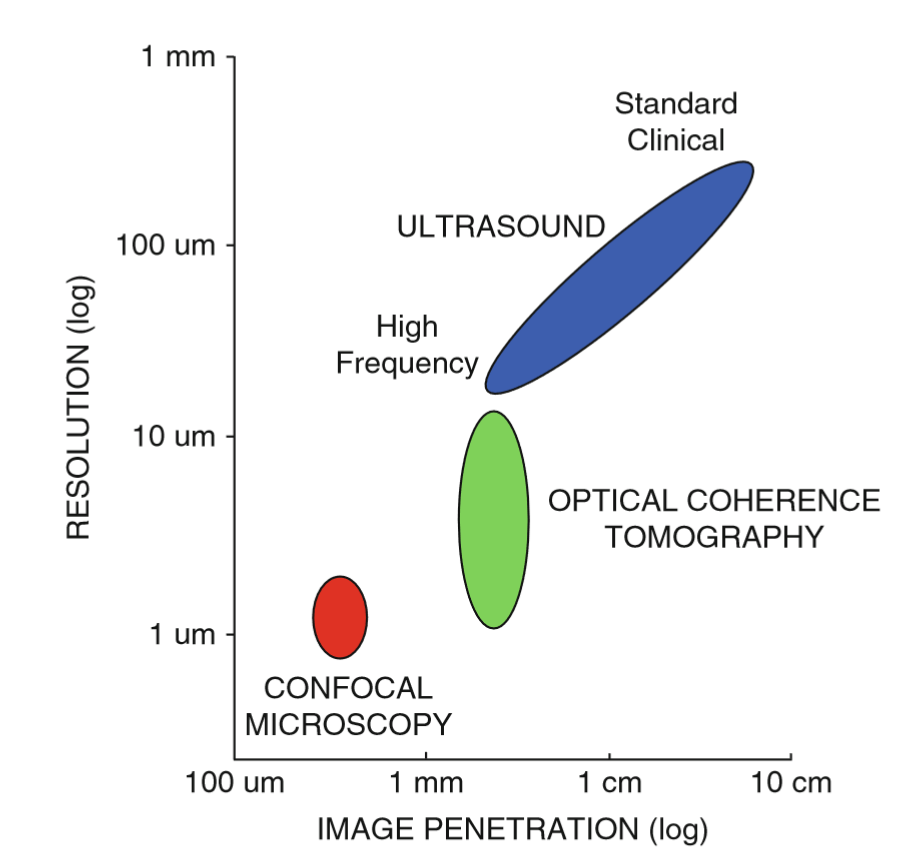 1 mm
Standard
Clinical
ULTRASOUND
100 um
High
Frequency
RESOLUTION (log)
10 um
OPTICAL COHERENCE
TOMOGRAPHY
1 um
CONFOCAL
MICROSCOPY
100 um
1 mm
1 cm
10 cm
IMAGE PENETRATION (log)